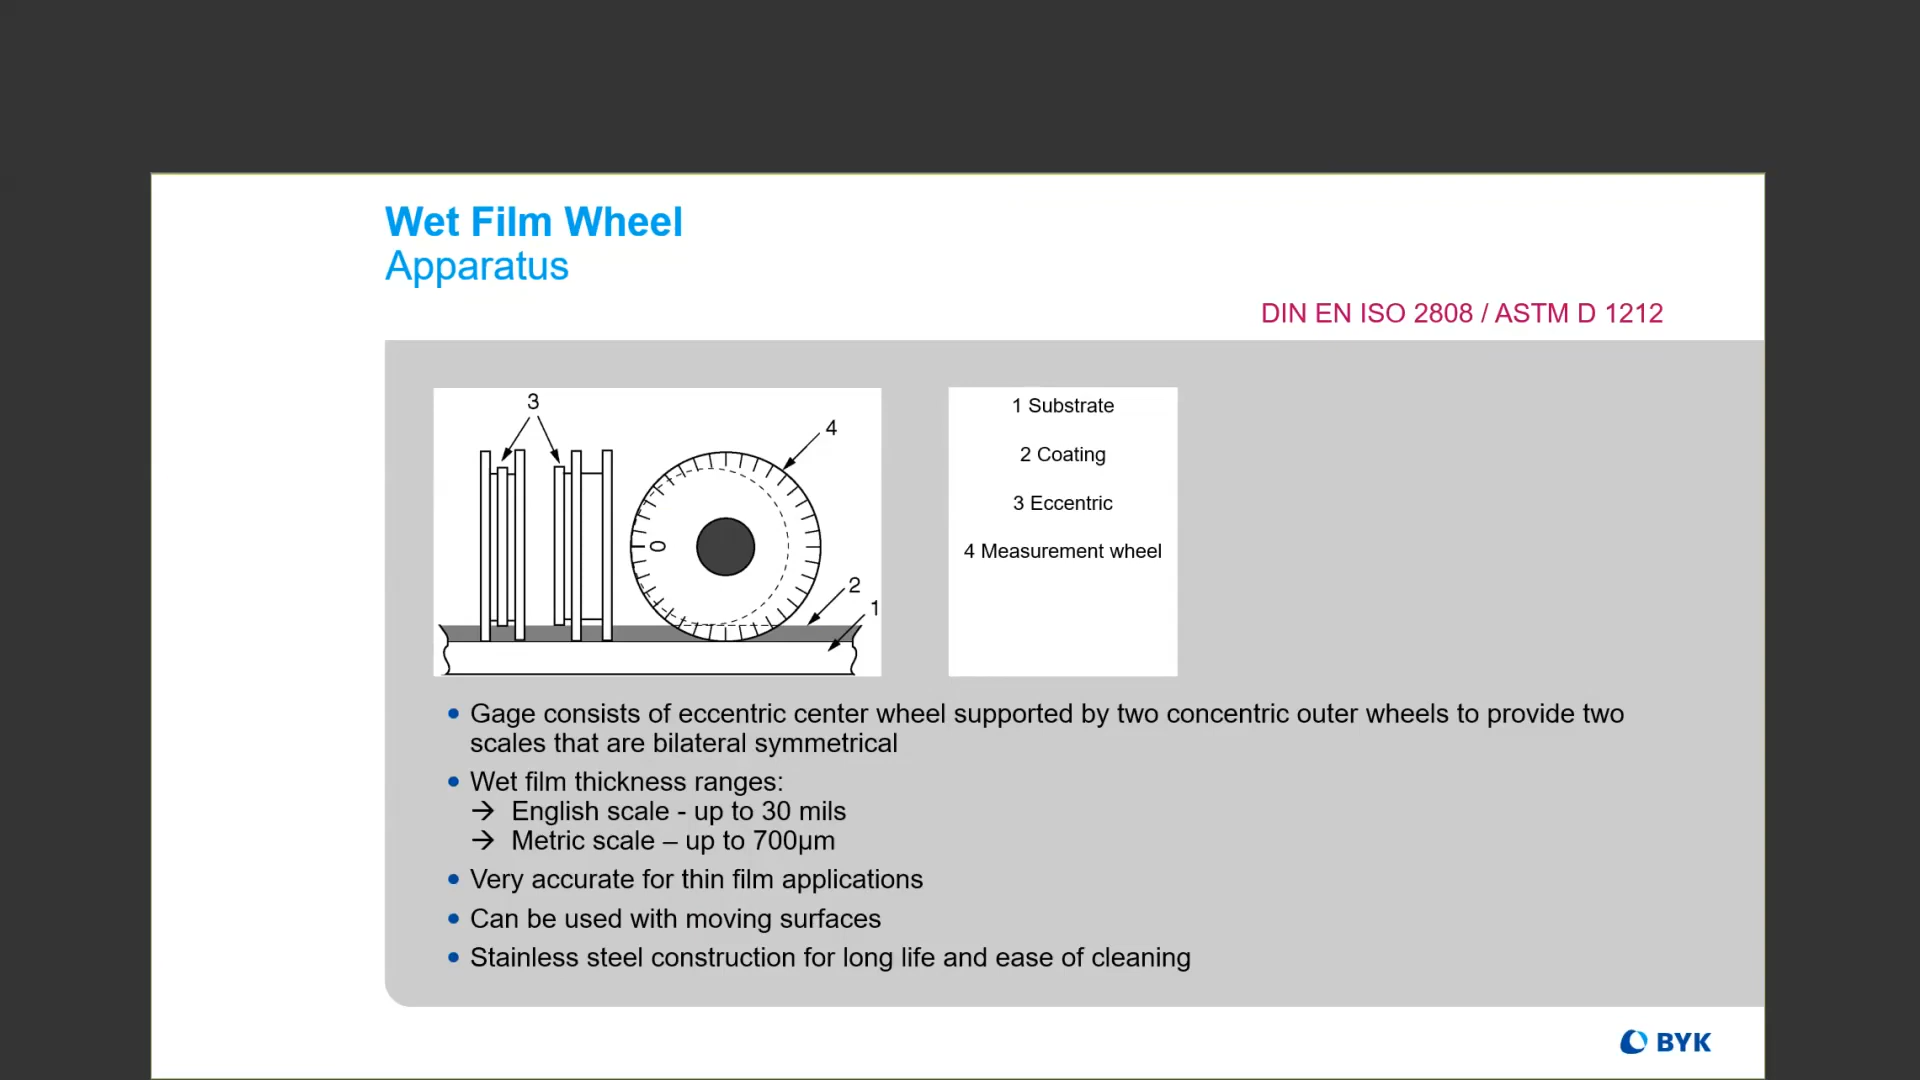 Wet Film Wheel
Apparatus
DIN EN ISO 2808 / ASTM D 1212
3
4
0
2
1
1 Substrate
2 Coating
3 Eccentric
4 Measurement wheel
• Gage consists of eccentric center wheel supported by two concentric outer wheels to provide two
scales that are bilateral symmetrical
• Wet film thickness ranges:
→ English scale - up to 30 mils
→ Metric scale – up to 700µm
• Very accurate for thin film applications
• Can be used with moving surfaces
• Stainless steel construction for long life and ease of cleaning
BYK